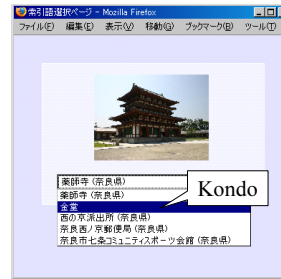 索引語選択ページ - Mozilla Firefox
ファイル(F) 編集(E) 表示(V) 移動(G) ブックマーク(B) ツール(T)
薬師寺 (奈良県)
薬師寺 (奈良県)
金堂
Kondo
西の京派出所 (奈良県)
奈良西ノ京郵便局 (奈良県)
奈良市七条コミュニティスポーツ会館 (奈良県)